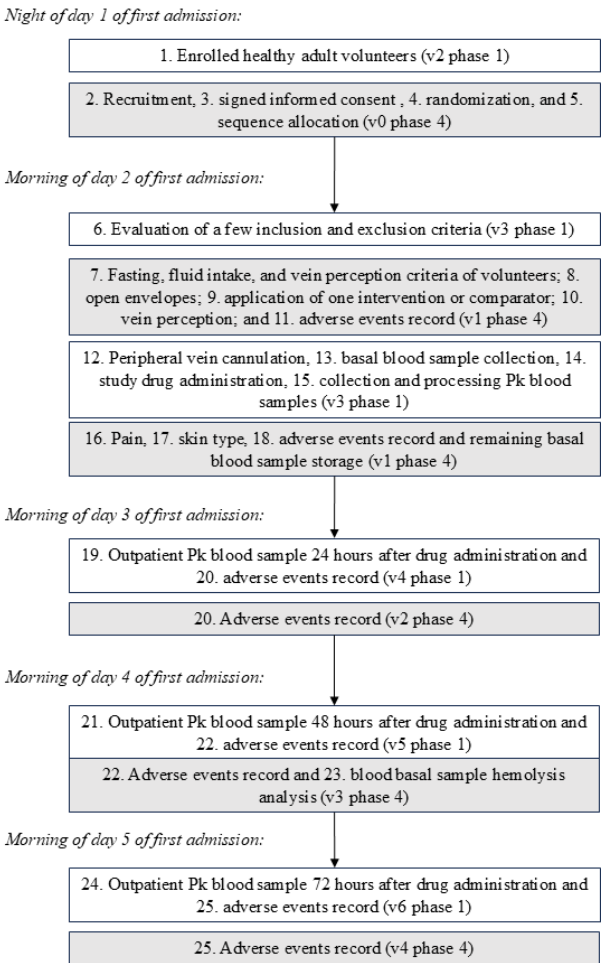 Night of day 1 of first admission:
1. Enrolled healthy adult volunteers (v2 phase 1)
2. Recruitment, 3. signed informed consent , 4. randomization, and 5.
sequence allocation (v0 phase 4)
Morning of day 2 of first admission:
6. Evaluation of a few inclusion and exclusion criteria (v3 phase 1)
7. Fasting, fluid intake, and vein perception criteria of volunteers; 8.
open envelopes; 9. application of one intervention or comparator; 10.
vein perception; and 11. adverse events record (v1 phase 4)
12. Peripheral vein cannulation, 13. basal blood sample collection, 14.
study drug administration, 15. collection and processing Pk blood
samples (v3 phase 1)
16. Pain, 17. skin type, 18. adverse events record and remaining basal
blood sample storage (v1 phase 4)
Morning of day 3 of first admission:
19. Outpatient Pk blood sample 24 hours after drug administration and
20. adverse events record (v4 phase 1)
20. Adverse events record (v2 phase 4)
Morning of day 4 of first admission:
21. Outpatient Pk blood sample 48 hours after drug administration and
22. adverse events record (v5 phase 1)
22. Adverse events record and 23. blood basal sample hemolysis
analysis (v3 phase 4)
Morning of day 5 of first admission:
24. Outpatient Pk blood sample 72 hours after drug administration and
25. adverse events record (v6 phase 1)
25. Adverse events record (v4 phase 4)